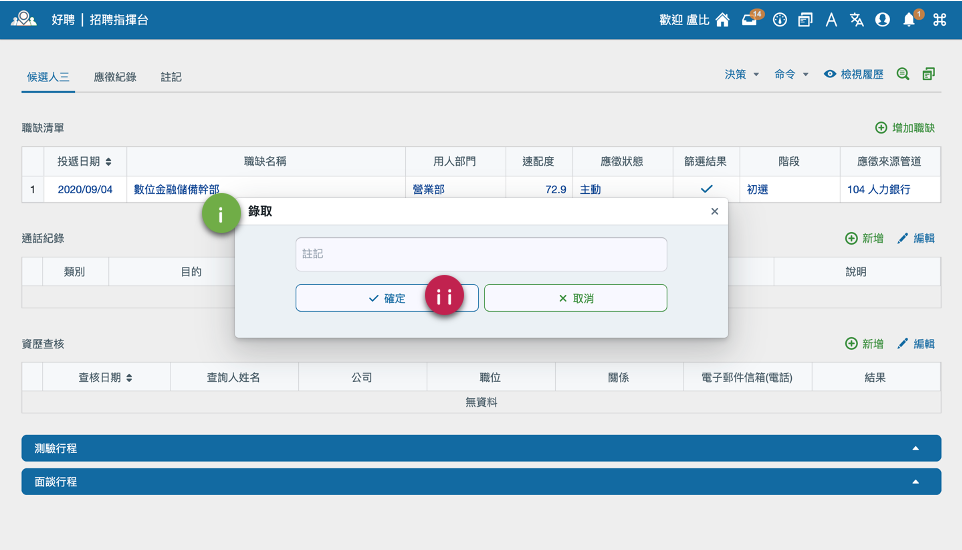 好聘 | 招聘指揮台 歡迎 盧比 14 A 1
候選人三 應徵紀錄 註記 決策 命令 檢視履歷
職缺清單 增加職缺
投遞日期 職缺名稱 用人部門 速配度 應徵狀態 篩選結果 階段 應徵來源管道
1 2020/09/04 數位金融儲備幹部 營業部 72.9 主動 初選 104 人力銀行
i 錄取 ×
通話紀錄 新增 編輯
註記
類別 目的 說明
確定 ii × 取消
資歷查核 新增 編輯
查核日期 查詢人姓名 公司 職位 關係 電子郵件信箱(電話) 結果
無資料
測驗行程
面談行程